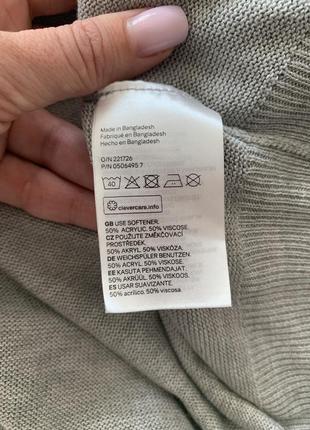 Made in Bangladesh
Fabriqué en Bangladesh
Hecho en Bangladesh
O/N 221726
P/N 0506495 7
40
clevercare.info
GB USE SOFTENER.
50% ACRYLIC. 50% VISCOSE.
CZ POUŽIJTE ZMĚKČOVACÍ
PROSTŘEDEK.
50% AKRYL. 50% VISKÓZA.
DE WEICHSPÜLER BENUTZEN.
50% ACRYL. 50% VISKOSE.
EE KASUTA PEHMENDAJAT.
50% AKRÜÜL. 50% VISKOOS.
ES USAR SUAVIZANTE.
50% acrílico. 50% viscosa